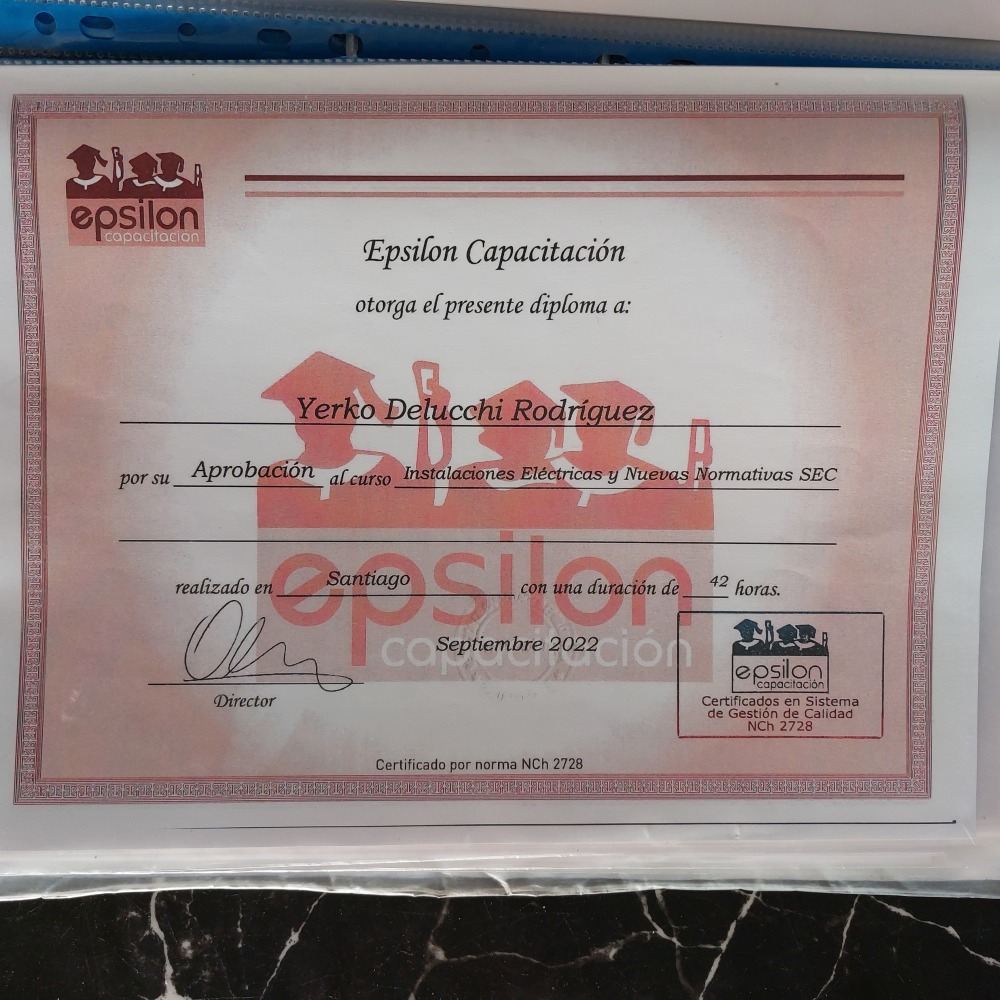 epsilon
capacitación
Epsilon Capacitación
otorga el presente diploma a:
Yerko Delucchi Rodríguez
por su Aprobación al curso Instalaciones Eléctricas y Nuevas Normativas SEC
epsilon
capacitación
realizado en Santiago con una duración de 42 horas.
Septiembre 2022
Director
epsilon
capacitación
Certificados en Sistema
de Gestión de Calidad
NCh 2728
Certificado por norma NCh 2728